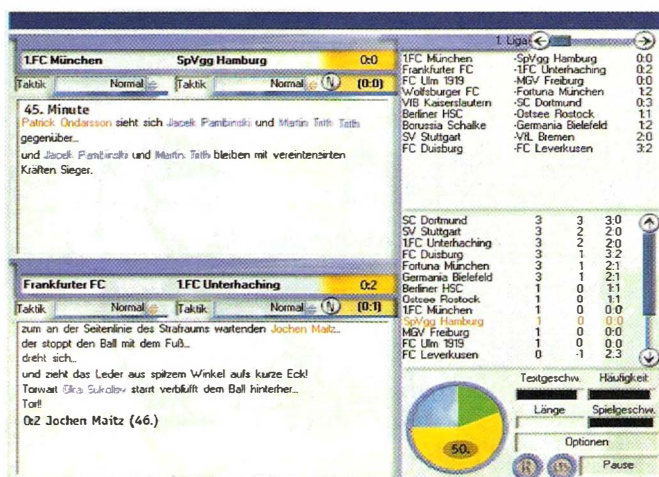 1. Liga
1.FC München SpVgg Hamburg 0:0
Taktik Normal Taktik Normal (0:0)
45. Minute
Patrick Ondarsson sieht sich Jacek Pambinski und Martin Toth
gegenüber...
und Jacek Pambinski und Martin Toth bleiben mit vereinten
Kräften Sieger.
Frankfurter FC 1.FC Unterhaching 0:2
Taktik Normal Taktik Normal (0:1)
zum an der Seitenlinie des Strafraums wartenden Jochen Maitz...
der stoppt den Ball mit dem Fuß...
dreht sich...
und zieht das Leder aus spitzem Winkel aufs kurze Eck!
Torwart starrt verblüfft dem Ball hinterher...
Tor!!
0:2 Jochen Maitz (46.)
1.FC München -SpVgg Hamburg 0:0
Frankfurter FC -1.FC Unterhaching 0:2
FC Ulm 1919 -MGV Freiburg 0:0
Wolfsburger FC -Fortuna München 1:2
VfB Kaiserslautern -SC Dortmund 0:3
Berliner HSC -Ostsee Rostock 1:1
Borussia Schalke -Germania Bielefeld 1:2
SV Stuttgart -VfL Bremen 2:0
FC Duisburg -FC Leverkusen 3:2
SC Dortmund 3 3 3:0
SV Stuttgart 3 2 2:0
1.FC Unterhaching 3 2 2:0
FC Duisburg 3 1 3:2
Fortuna München 3 1 2:1
Germania Bielefeld 3 1 2:1
Berliner HSC 1 0 1:1
Ostsee Rostock 1 0 1:1
1.FC München 1 0 0:0
SpVgg Hamburg 1 0 0:0
MGV Freiburg 1 0 0:0
FC Ulm 1919 1 0 0:0
FC Leverkusen 0 -1 2:3
50.
Textgeschw. Häufigkeit
Länge Spielgeschw.
Optionen
Pause